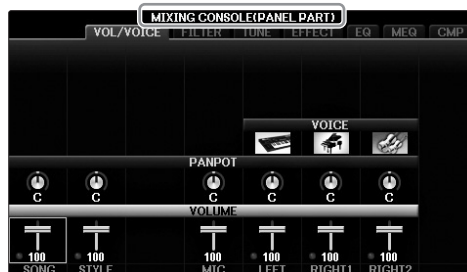 MIXING CONSOLE(PANEL PART)
VOL/VOICE FILTER TUNE EFFECT EQ MEQ CMP
VOICE
PANPOT
C C C C C C
VOLUME
100 100 100 100 100 100
SONG STYLE MIC LEFT RIGHT1 RIGHT2